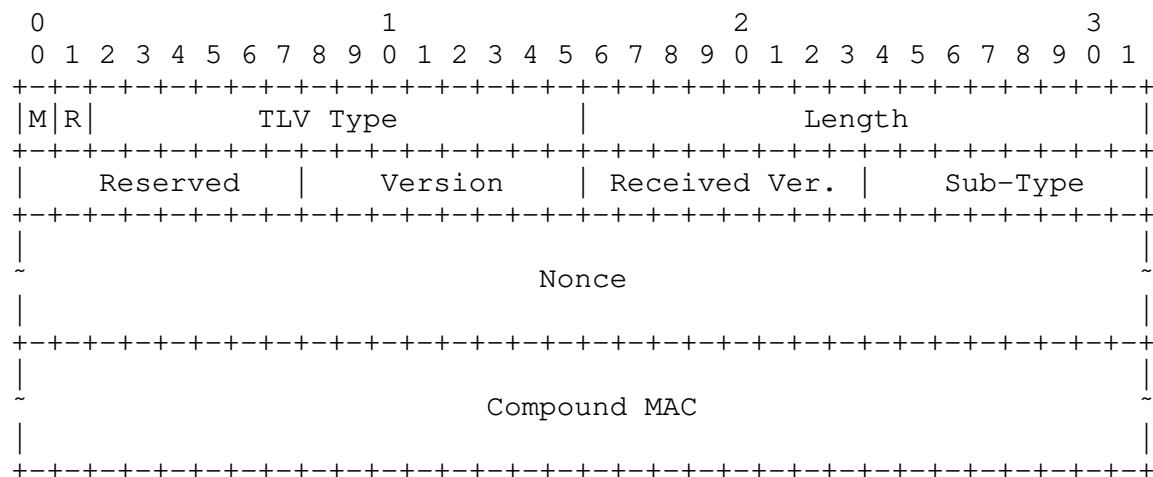 0                   1                   2                   3
 0 1 2 3 4 5 6 7 8 9 0 1 2 3 4 5 6 7 8 9 0 1 2 3 4 5 6 7 8 9 0 1
+-+-+-+-+-+-+-+-+-+-+-+-+-+-+-+-+-+-+-+-+-+-+-+-+-+-+-+-+-+-+-+-+
|M|R|         TLV Type          |            Length             |
+-+-+-+-+-+-+-+-+-+-+-+-+-+-+-+-+-+-+-+-+-+-+-+-+-+-+-+-+-+-+-+-+
|    Reserved   |    Version    | Received Ver. |    Sub-Type   |
+-+-+-+-+-+-+-+-+-+-+-+-+-+-+-+-+-+-+-+-+-+-+-+-+-+-+-+-+-+-+-+-+
|                                                               |
~                             Nonce                             ~
|                                                               |
+-+-+-+-+-+-+-+-+-+-+-+-+-+-+-+-+-+-+-+-+-+-+-+-+-+-+-+-+-+-+-+-+
|                                                               |
~                          Compound MAC                         ~
|                                                               |
+-+-+-+-+-+-+-+-+-+-+-+-+-+-+-+-+-+-+-+-+-+-+-+-+-+-+-+-+-+-+-+-+